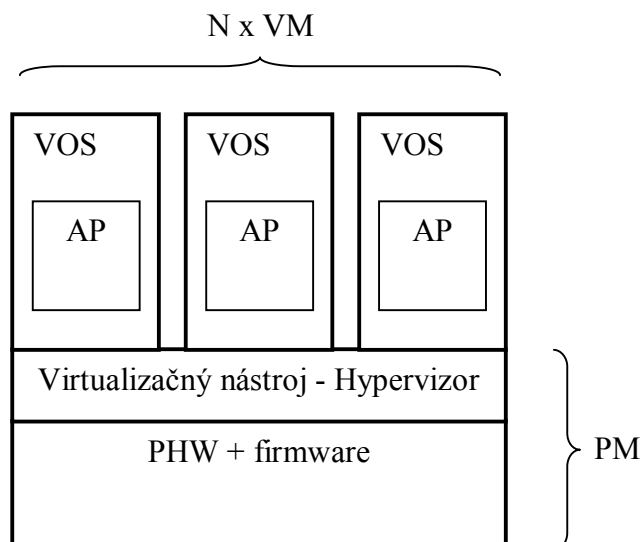 N x VM
VOS VOS VOS
AP AP AP
Virtualizačný nástroj - Hypervizor
PHW + firmware
PM